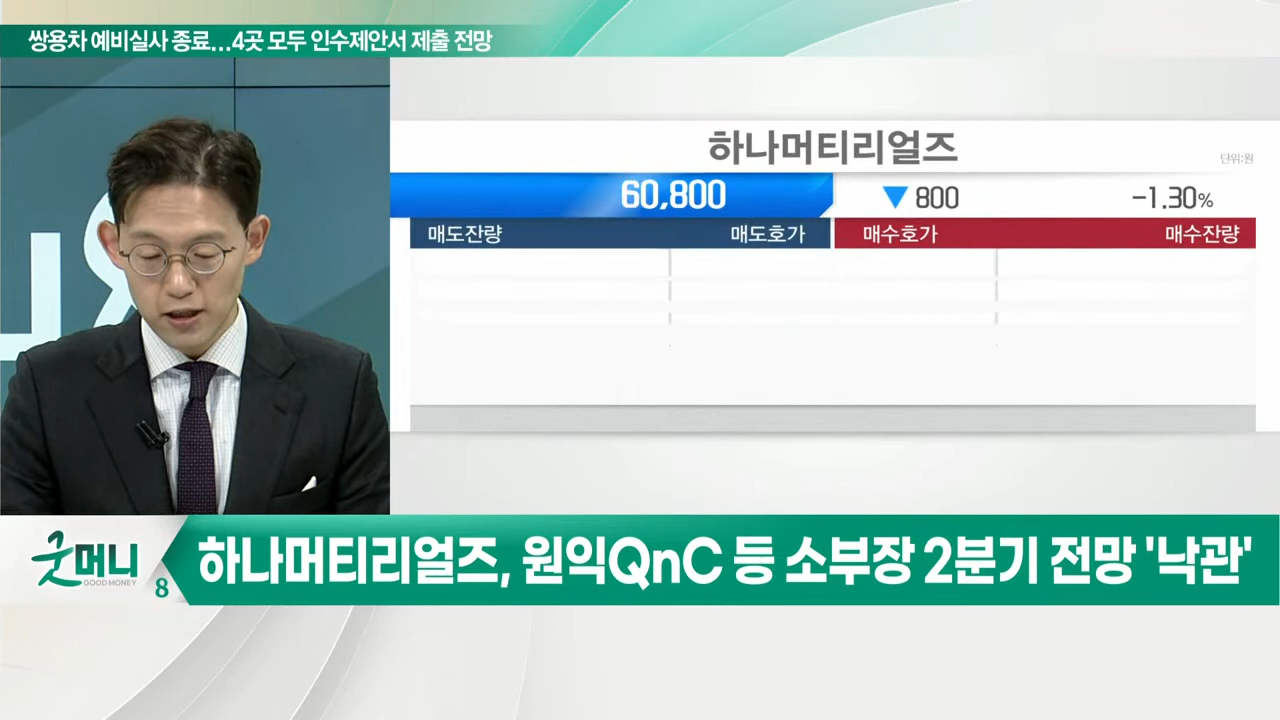 쌍용차 예비실사 종료...4곳 모두 인수제안서 제출 전망
하나머티리얼즈
단위:원
60,800 ▼ 800 -1.30%
매도잔량 매도호가 매수호가 매수잔량
굿머니
GOOD MONEY
8
하나머티리얼즈, 원익QnC 등 소부장 2분기 전망 '낙관'